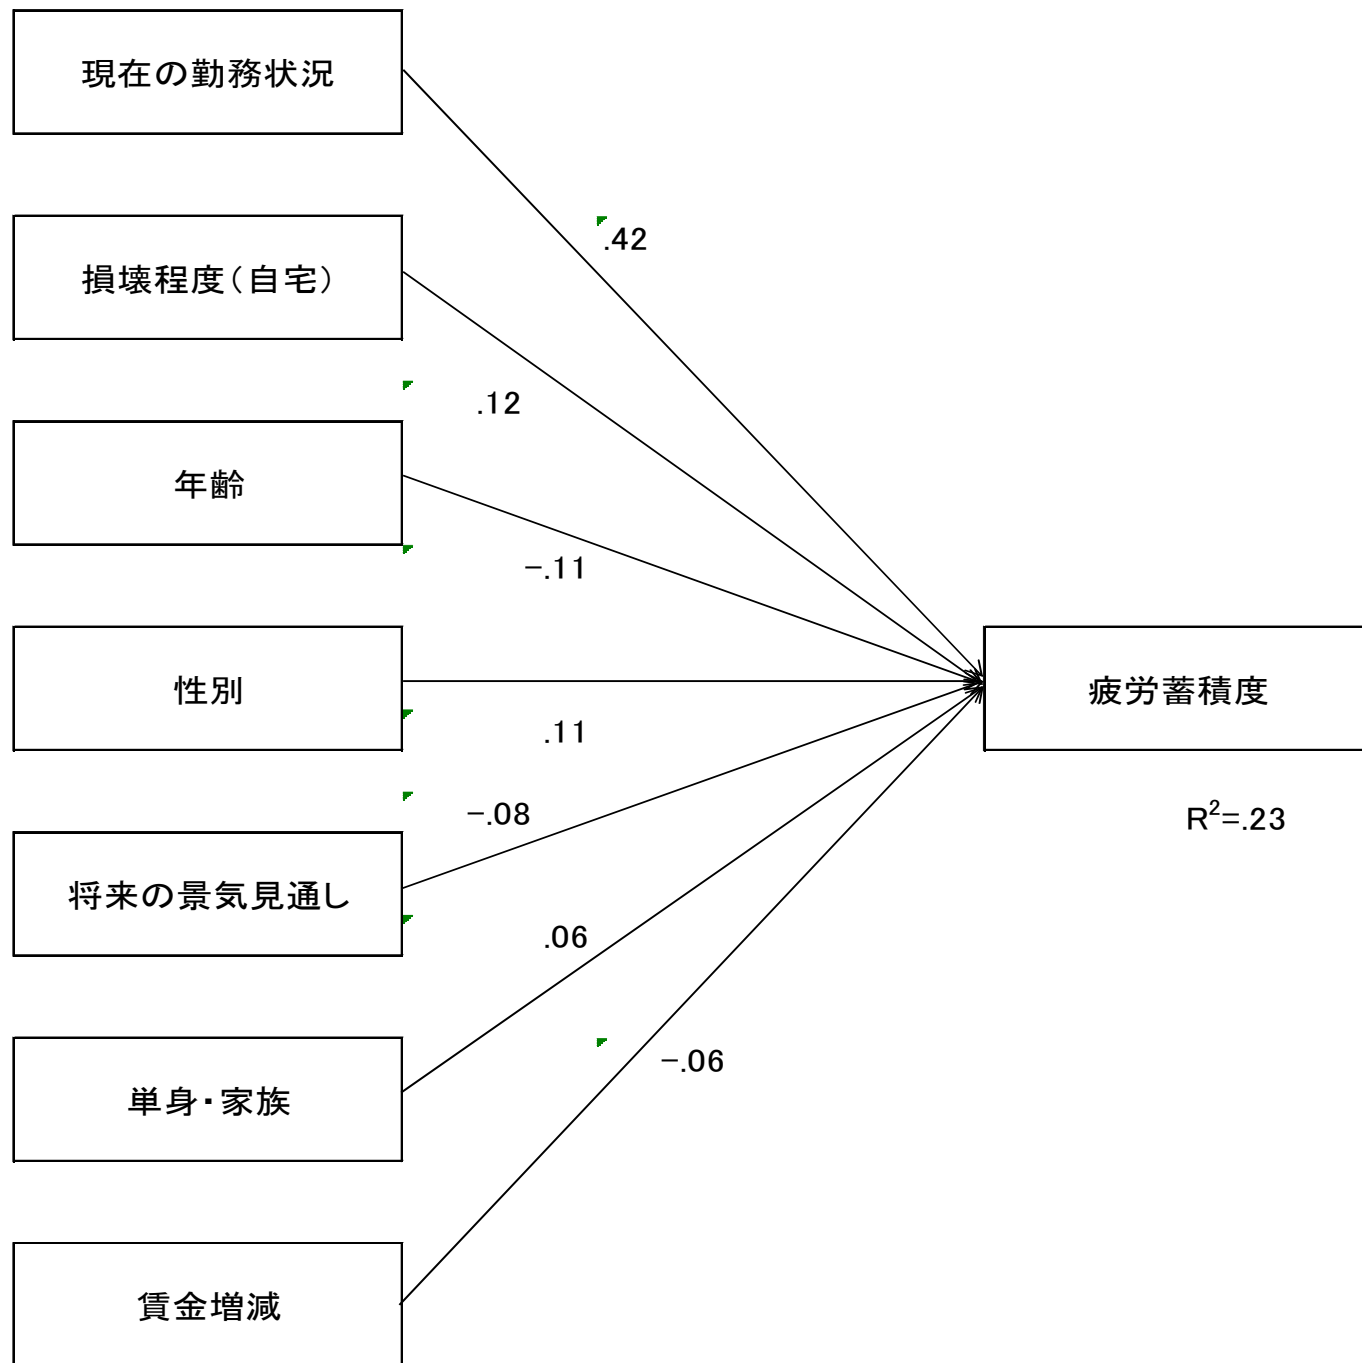 現在の勤務状況
.42
損壊程度（自宅）
.12
年齢
−.11
性別
疲労蓄積度
.11
−.08
R²=.23
将来の景気見通し
.06
−.06
単身・家族
賃金増減